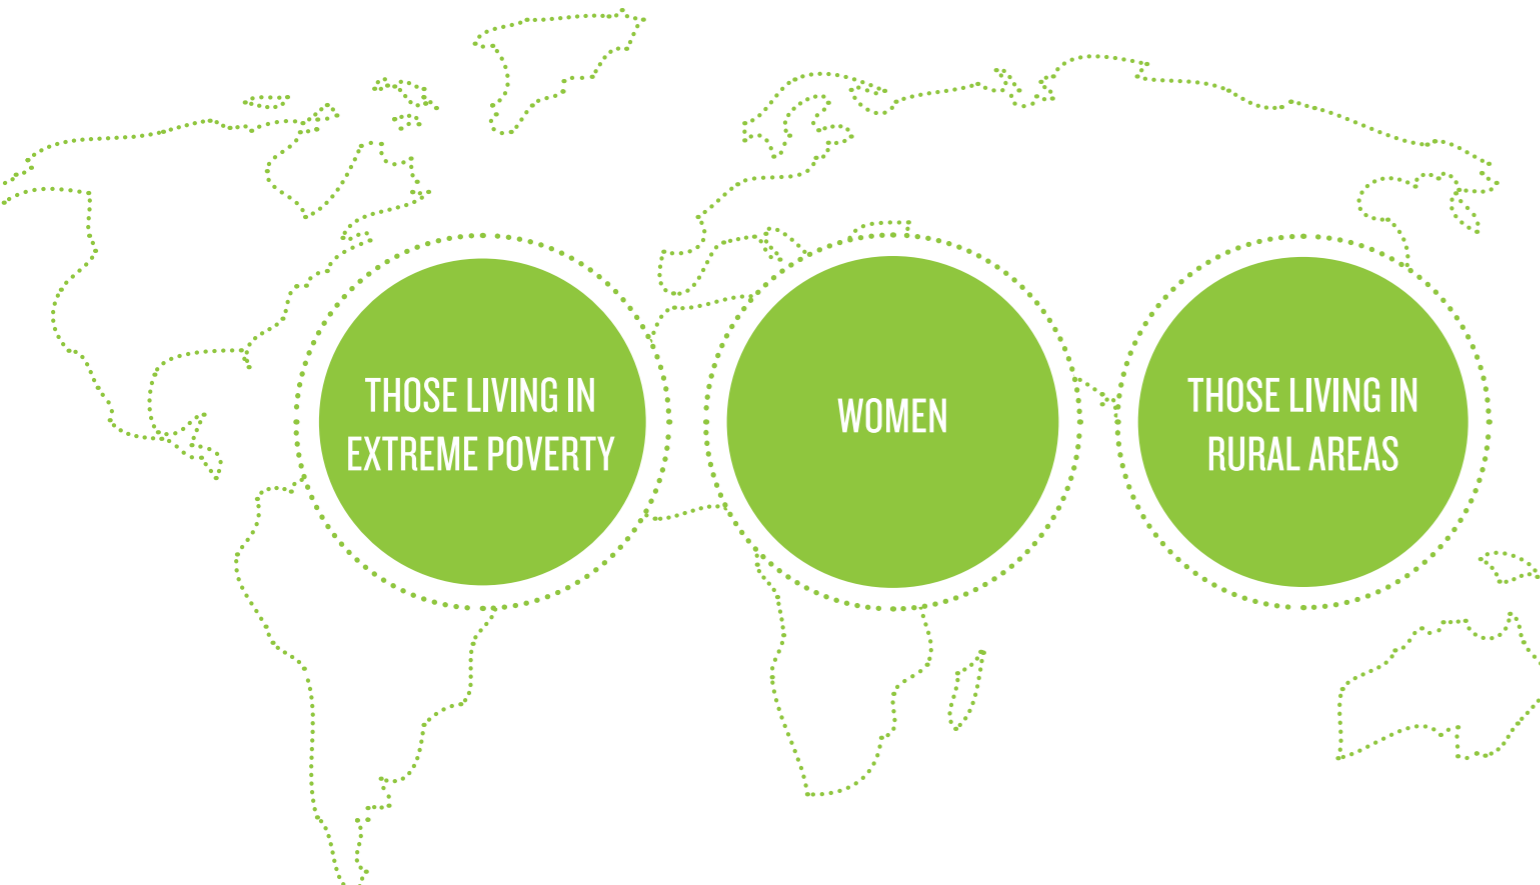 THOSE LIVING IN
EXTREME POVERTY
WOMEN
THOSE LIVING IN
RURAL AREAS